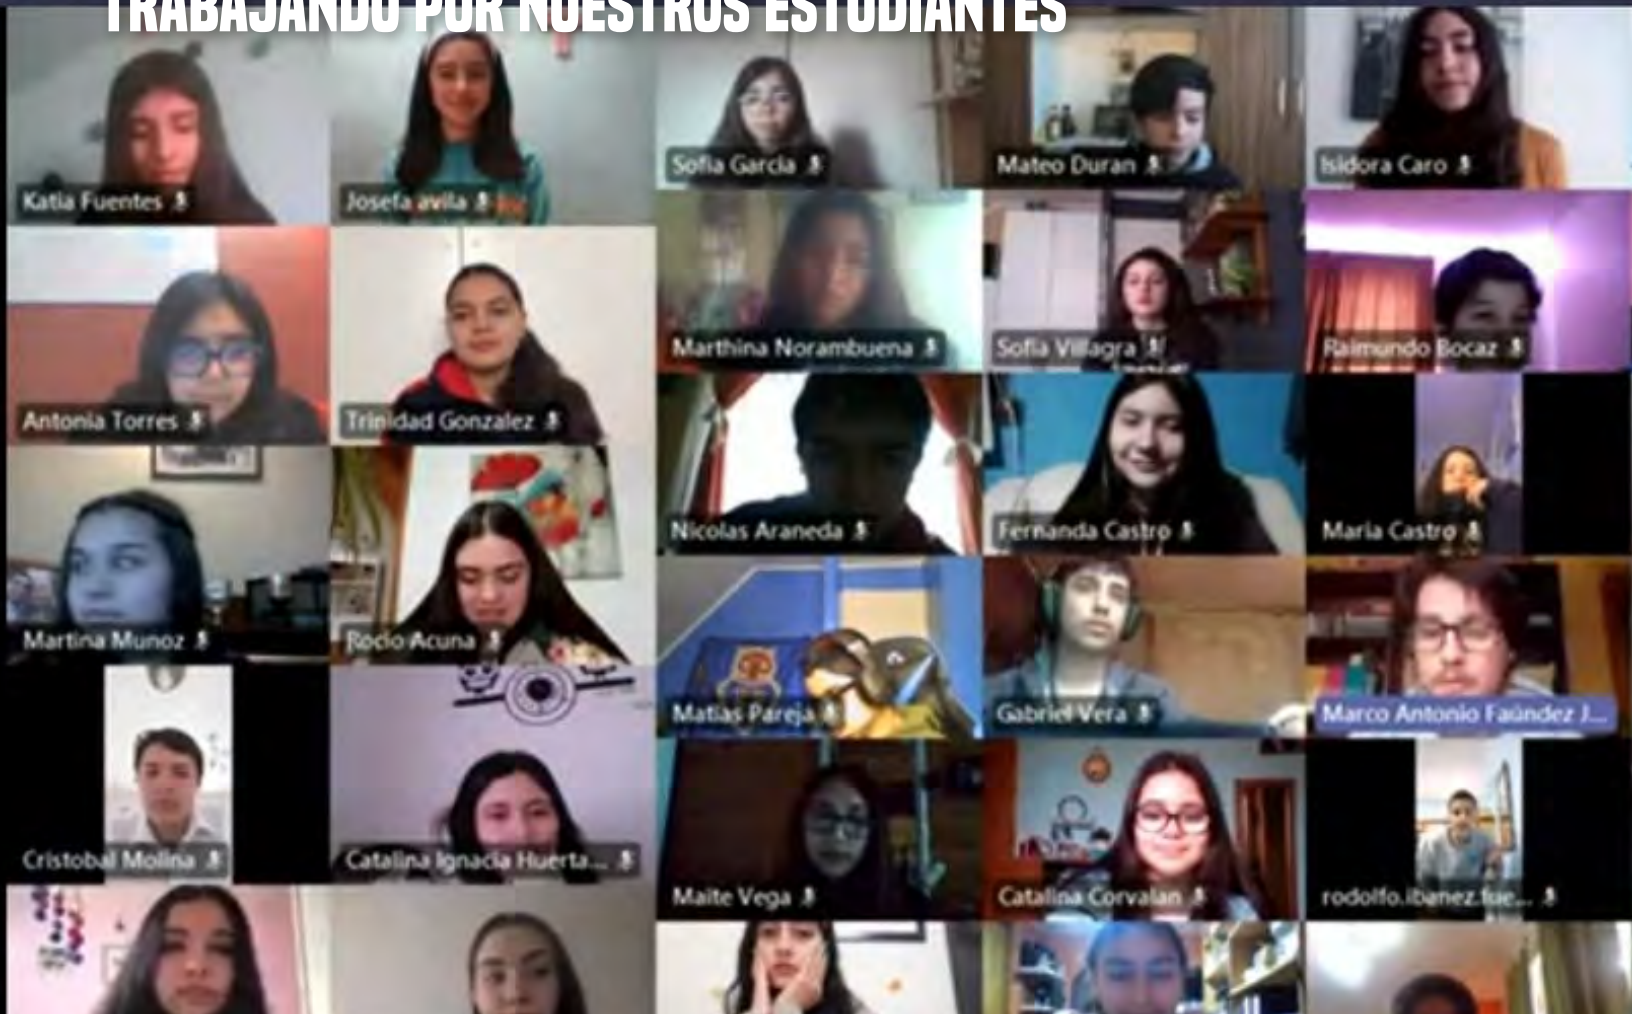 TRABAJANDO POR NUESTROS ESTUDIANTES
Katia Fuentes
Josefa avila
Sofia Garcia
Mateo Duran
Isidora Caro
Antonia Torres
Trinidad Gonzalez
Marthina Norambuena
Sofia Villagra
Raimundo Bocaz
Martina Munoz
Rocio Acuna
Nicolas Araneda
Fernanda Castro
Maria Castro
Matias Pareja
Gabriel Vera
Marco Antonio Faúndez J...
Cristobal Molina
Catalina Ignacia Huerta...
Maite Vega
Catalina Corvalan
rodolfo.ibanez.fue...